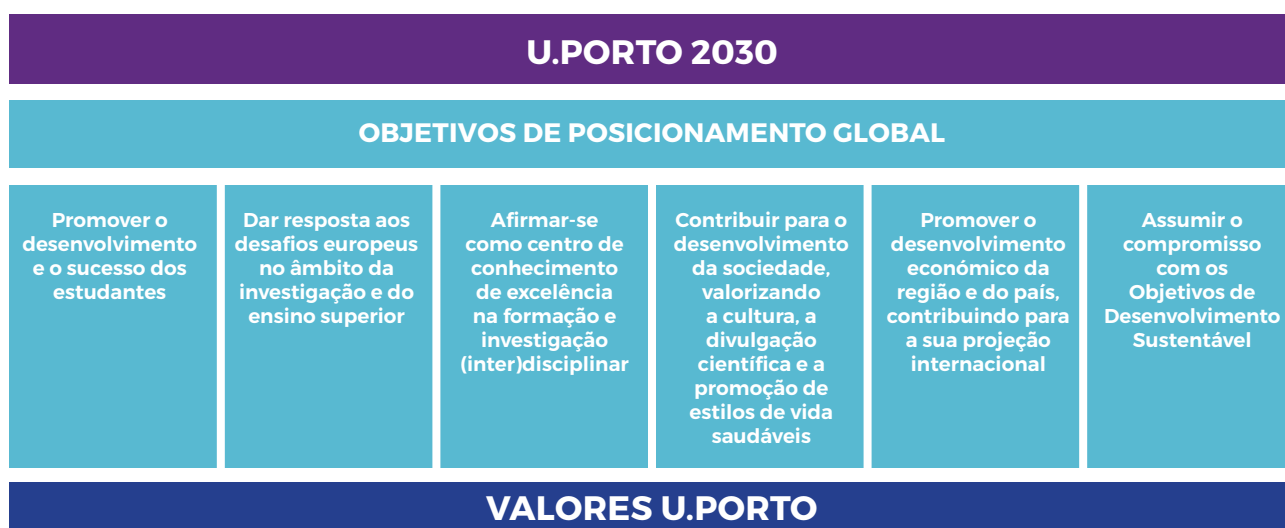 U.PORTO 2030
OBJETIVOS DE POSICIONAMENTO GLOBAL
Promover o
desenvolvimento
e o sucesso dos
estudantes
Dar resposta aos
desafios europeus
no âmbito da
investigação e do
ensino superior
Afirmar-se
como centro de
conhecimento
de excelência
na formação e
investigação
(inter)disciplinar
Contribuir para o
desenvolvimento
da sociedade,
valorizando
a cultura, a
divulgação
científica e a
promoção de
estilos de vida
saudáveis
Promover o
desenvolvimento
económico da
região e do país,
contribuindo para
a sua projeção
internacional
Assumir o
compromisso
com os
Objetivos de
Desenvolvimento
Sustentável
VALORES U.PORTO